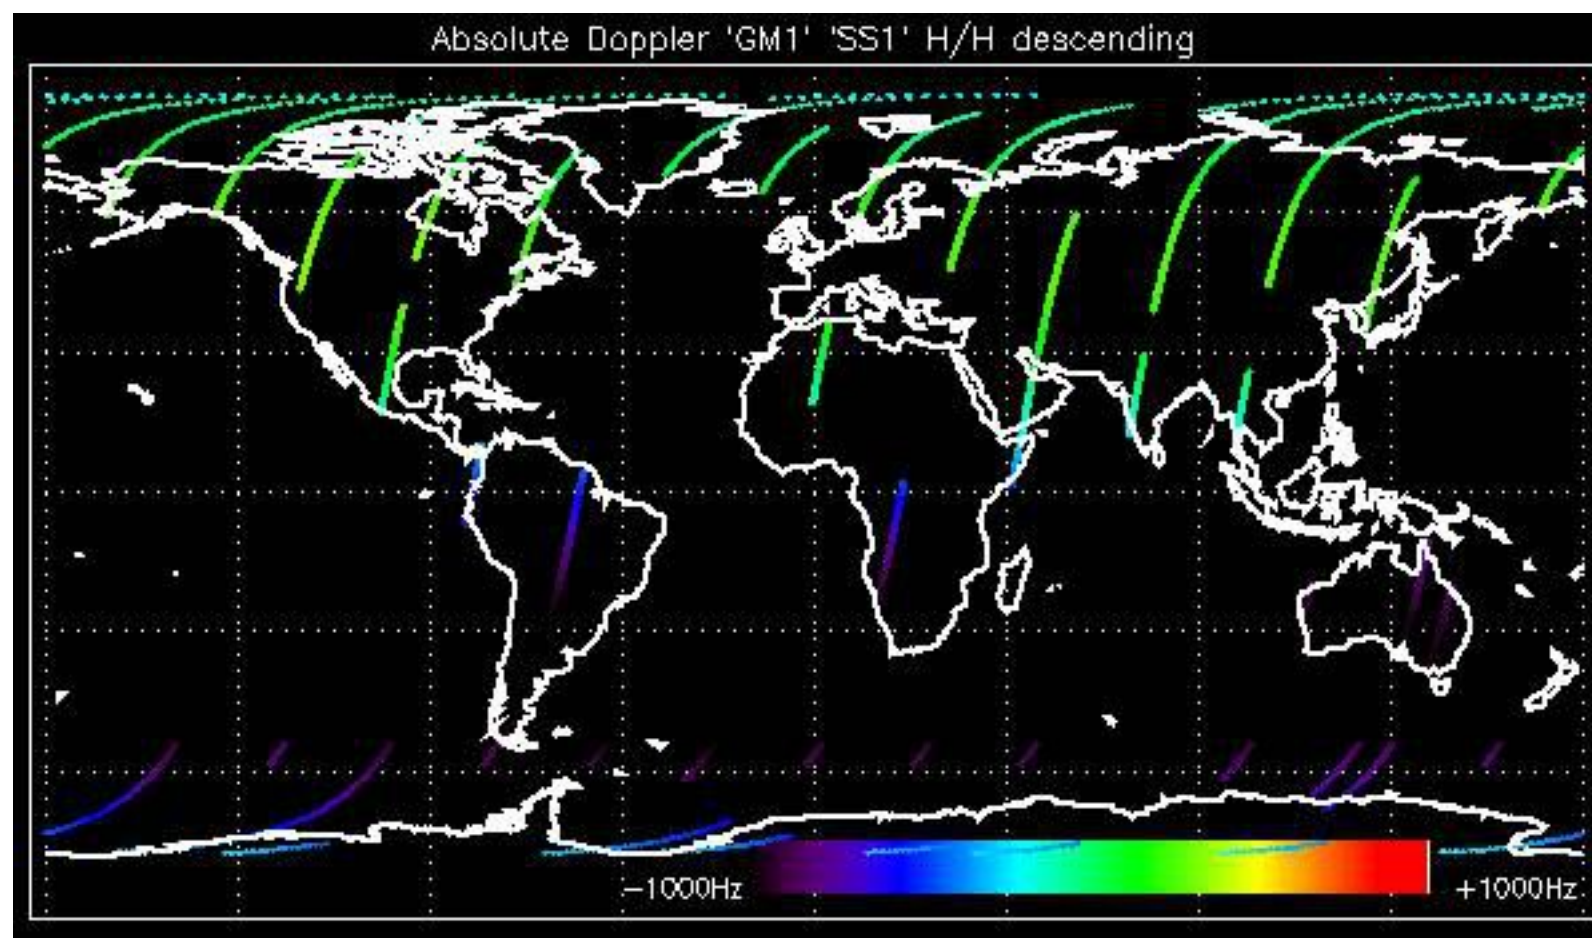 Absolute Doppler 'GM1' 'SS1' H/H descending
−1000Hz
+1000Hz